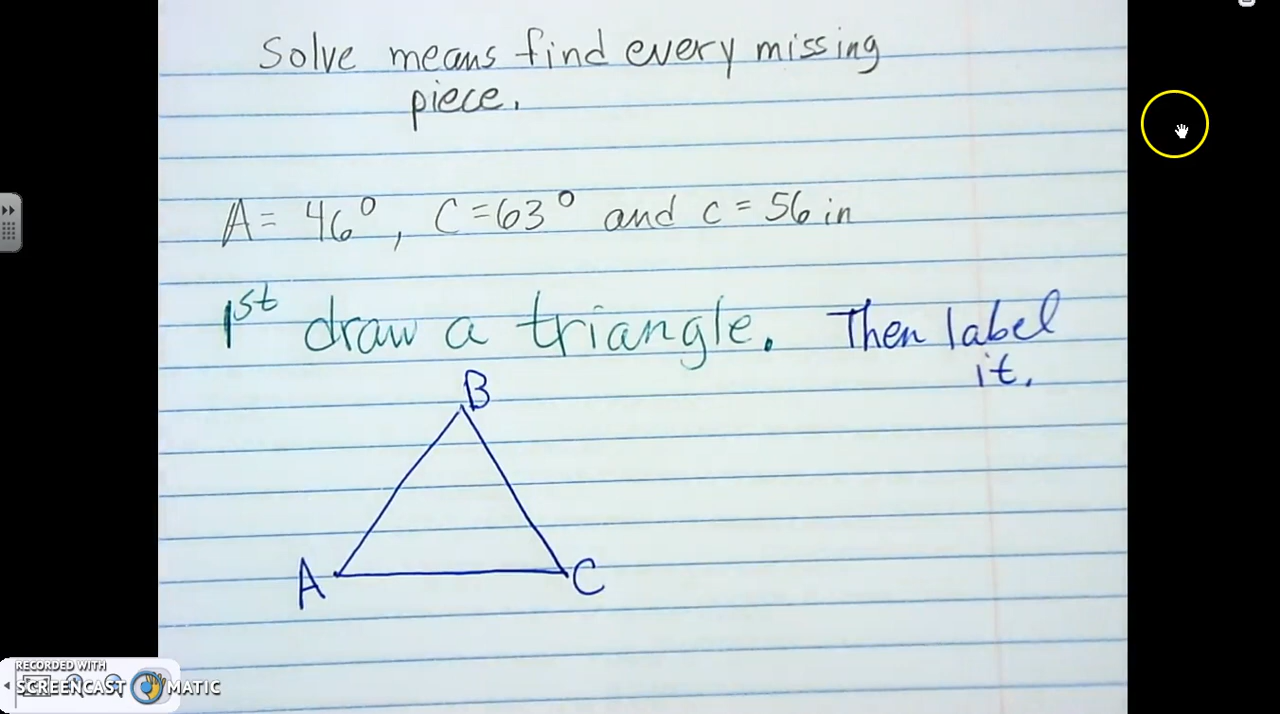 Solve means find every missing
piece.
A = 46°, C = 63° and c = 56 in
1st draw a triangle. Then label
it.
B
A
C
RECORDED WITH
SCREENCAST MATIC